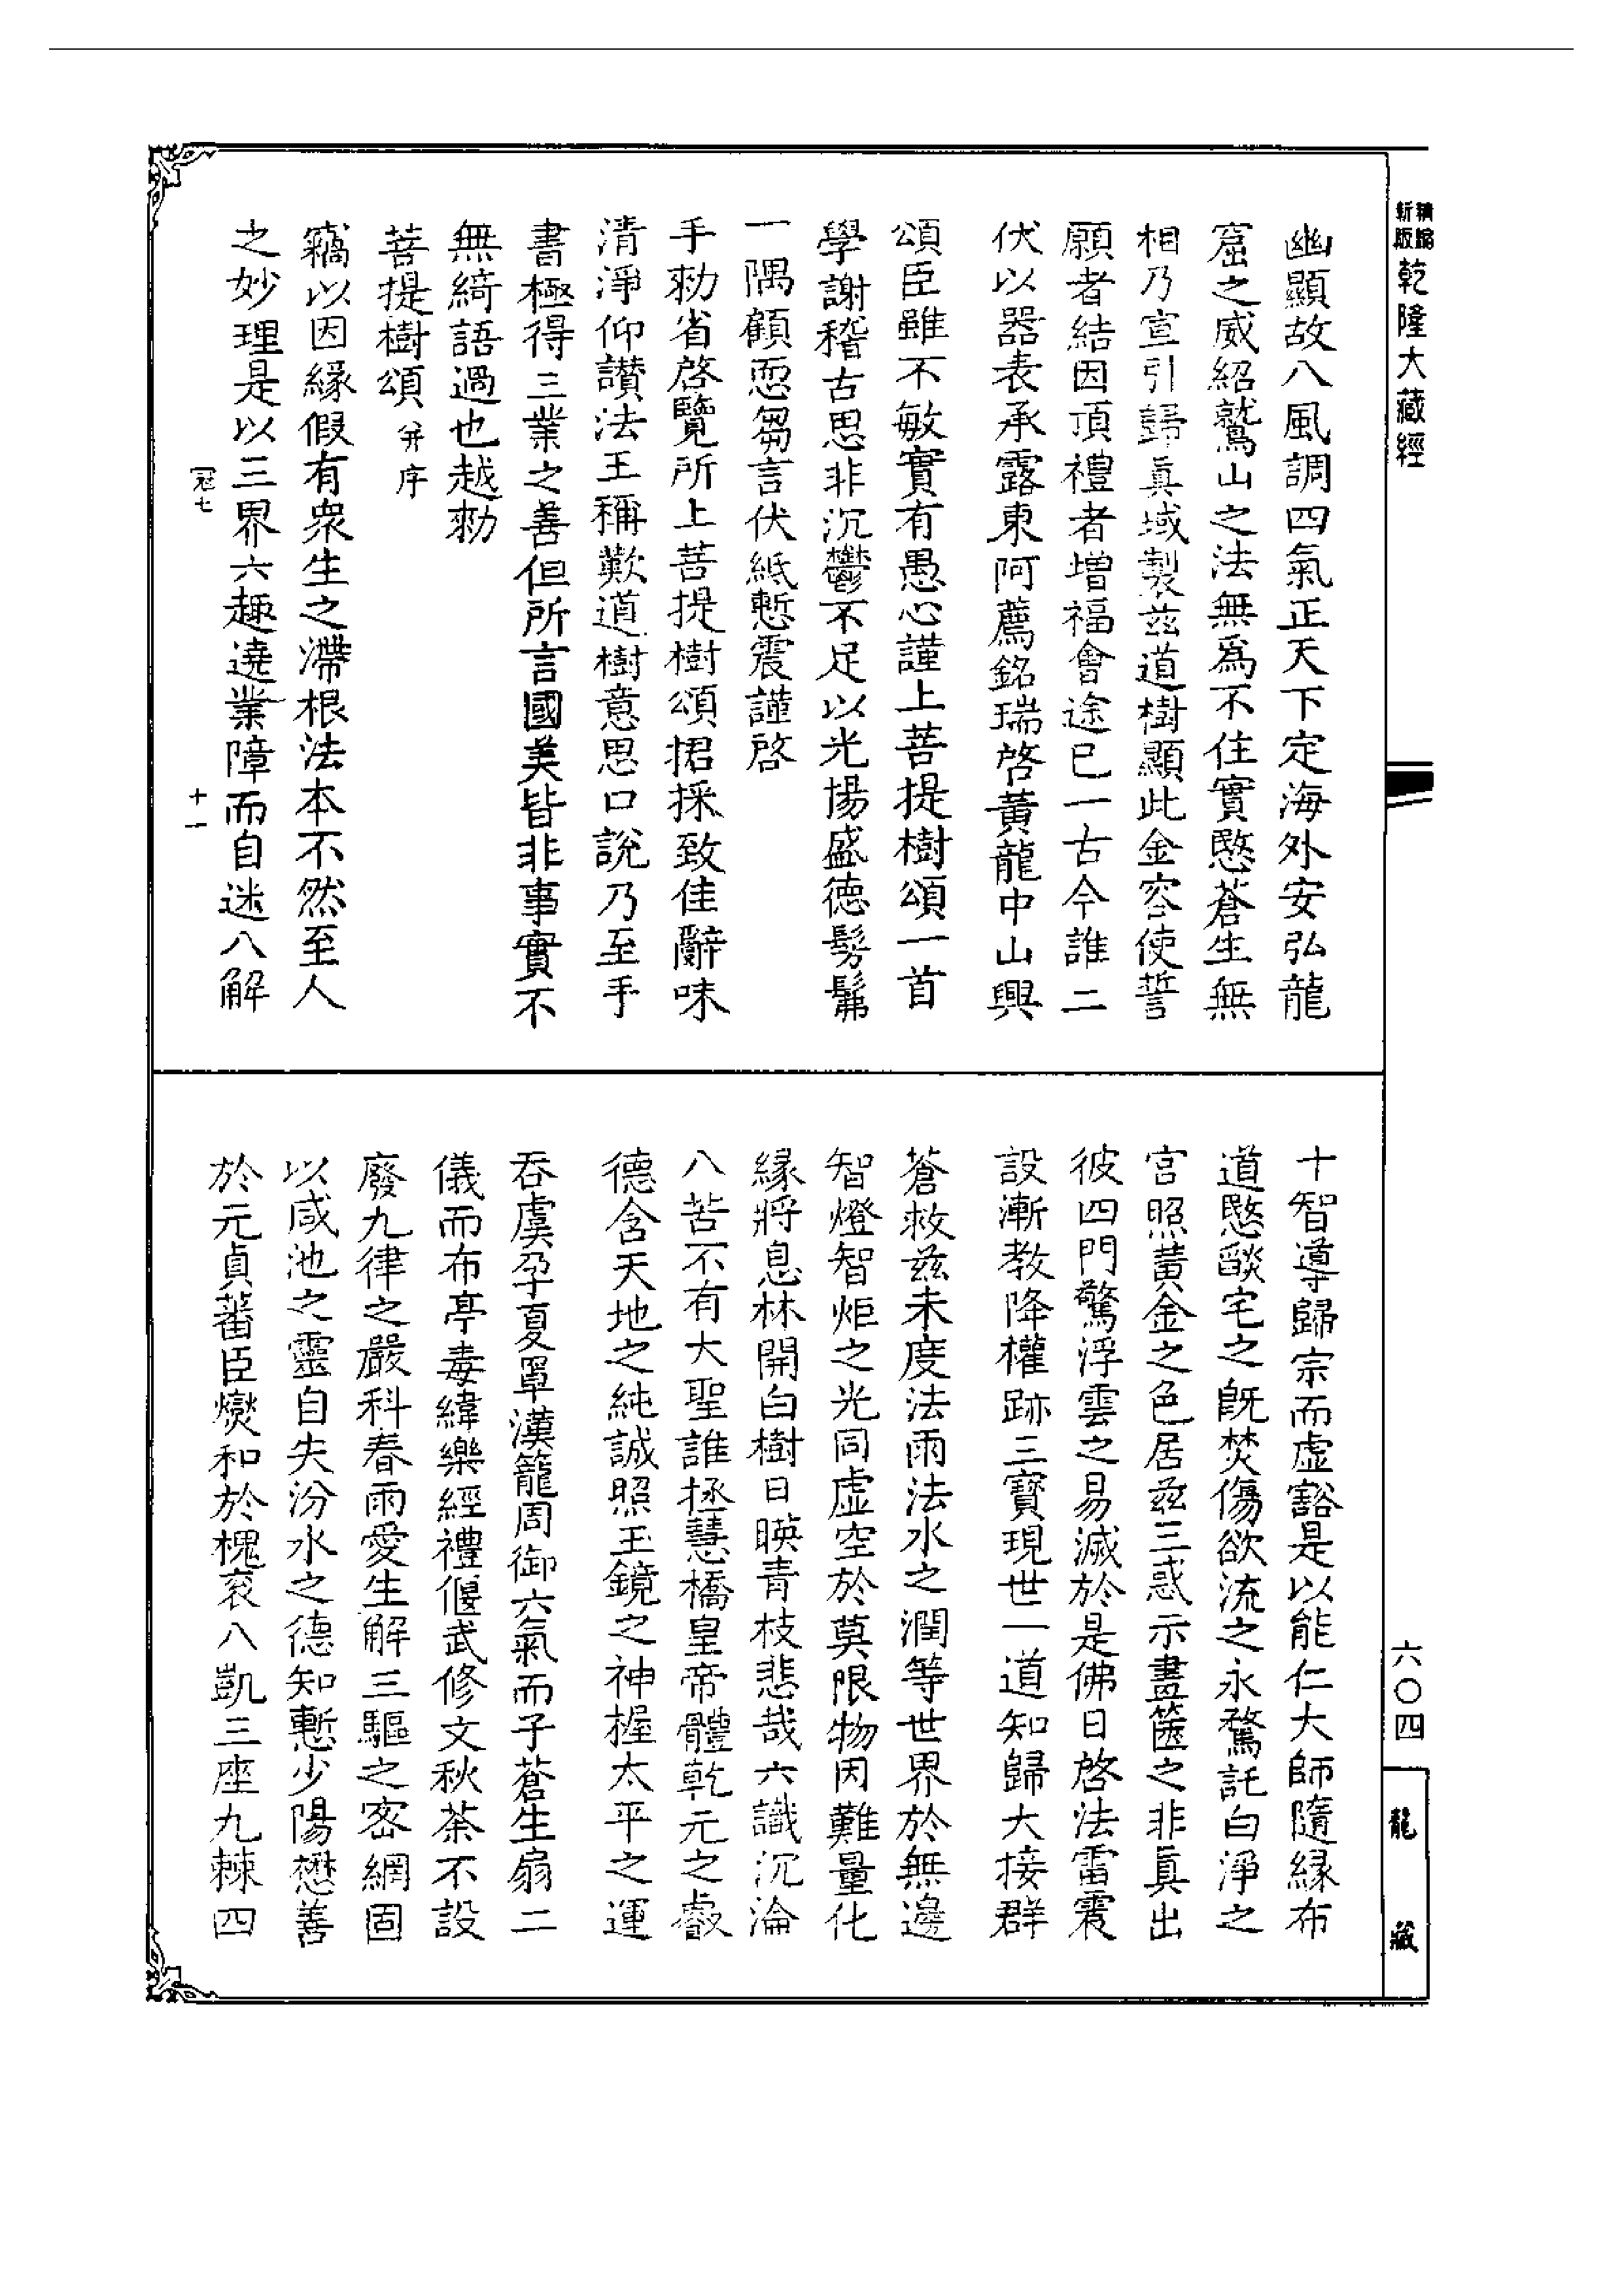 精編
新版
乾隆大藏經
幽顯故八風調四氣正天下定海外安弘龍
窟之威紹鷲山之法無爲不住實愍蒼生無
相乃宣引歸眞域製兹道樹顯此金容使誓
願者結因頂禮者增福會途已一古今誰二
伏以器表承露東阿薦銘瑞啓黃龍中山興
頌臣雖不敏實有愚心謹上菩提樹頌一首
學謝稽古思非沉鬱不足以光揚盛德髣髴
一隅顧恧芻言伏紙慙震謹啓
手勑省啓覽所上菩提樹頌捃採致佳辭味
清淨仰讃法王稱歎道樹意思口說乃至手
書極得三業之善但所言國美皆非事實不
無綺語過也越勑
菩提樹頌并序
竊以因緣假有衆生之滯根法本不然至人
之妙理是以三界六趣遶業障而自迷八解
冠七
十一
十智導歸宗而虛豁是以能仁大師隨緣布
道愍燄宅之旣焚傷欲流之永騖託白淨之
宮照黃金之色居兹三惑示畫篋之非眞出
彼四門驚浮雲之易滅於是佛日啓法雷震
設漸教降權跡三寶現世一道知歸大接群
蒼救兹未度法雨法水之潤等世界於無邊
智燈智炬之光同虛空於莫限物因難量化
緣將息林開白樹日暎青枝悲哉六識沉淪
八苦不有大聖誰拯慧橋皇帝體乾元之叡
德含天地之純誠照玉鏡之神握太平之運
吞虞孕夏罩漢籠周御六氣而子蒼生扇二
儀而布亭毒緯樂經禮偃武修文秋荼不設
廢九律之嚴科春雨愛生解三驅之密網固
以咸池之靈自失汾水之德知慙少陽懋善
於元貞蕃臣爕和於槐衮八凱三座九棘四
六〇四
龍藏